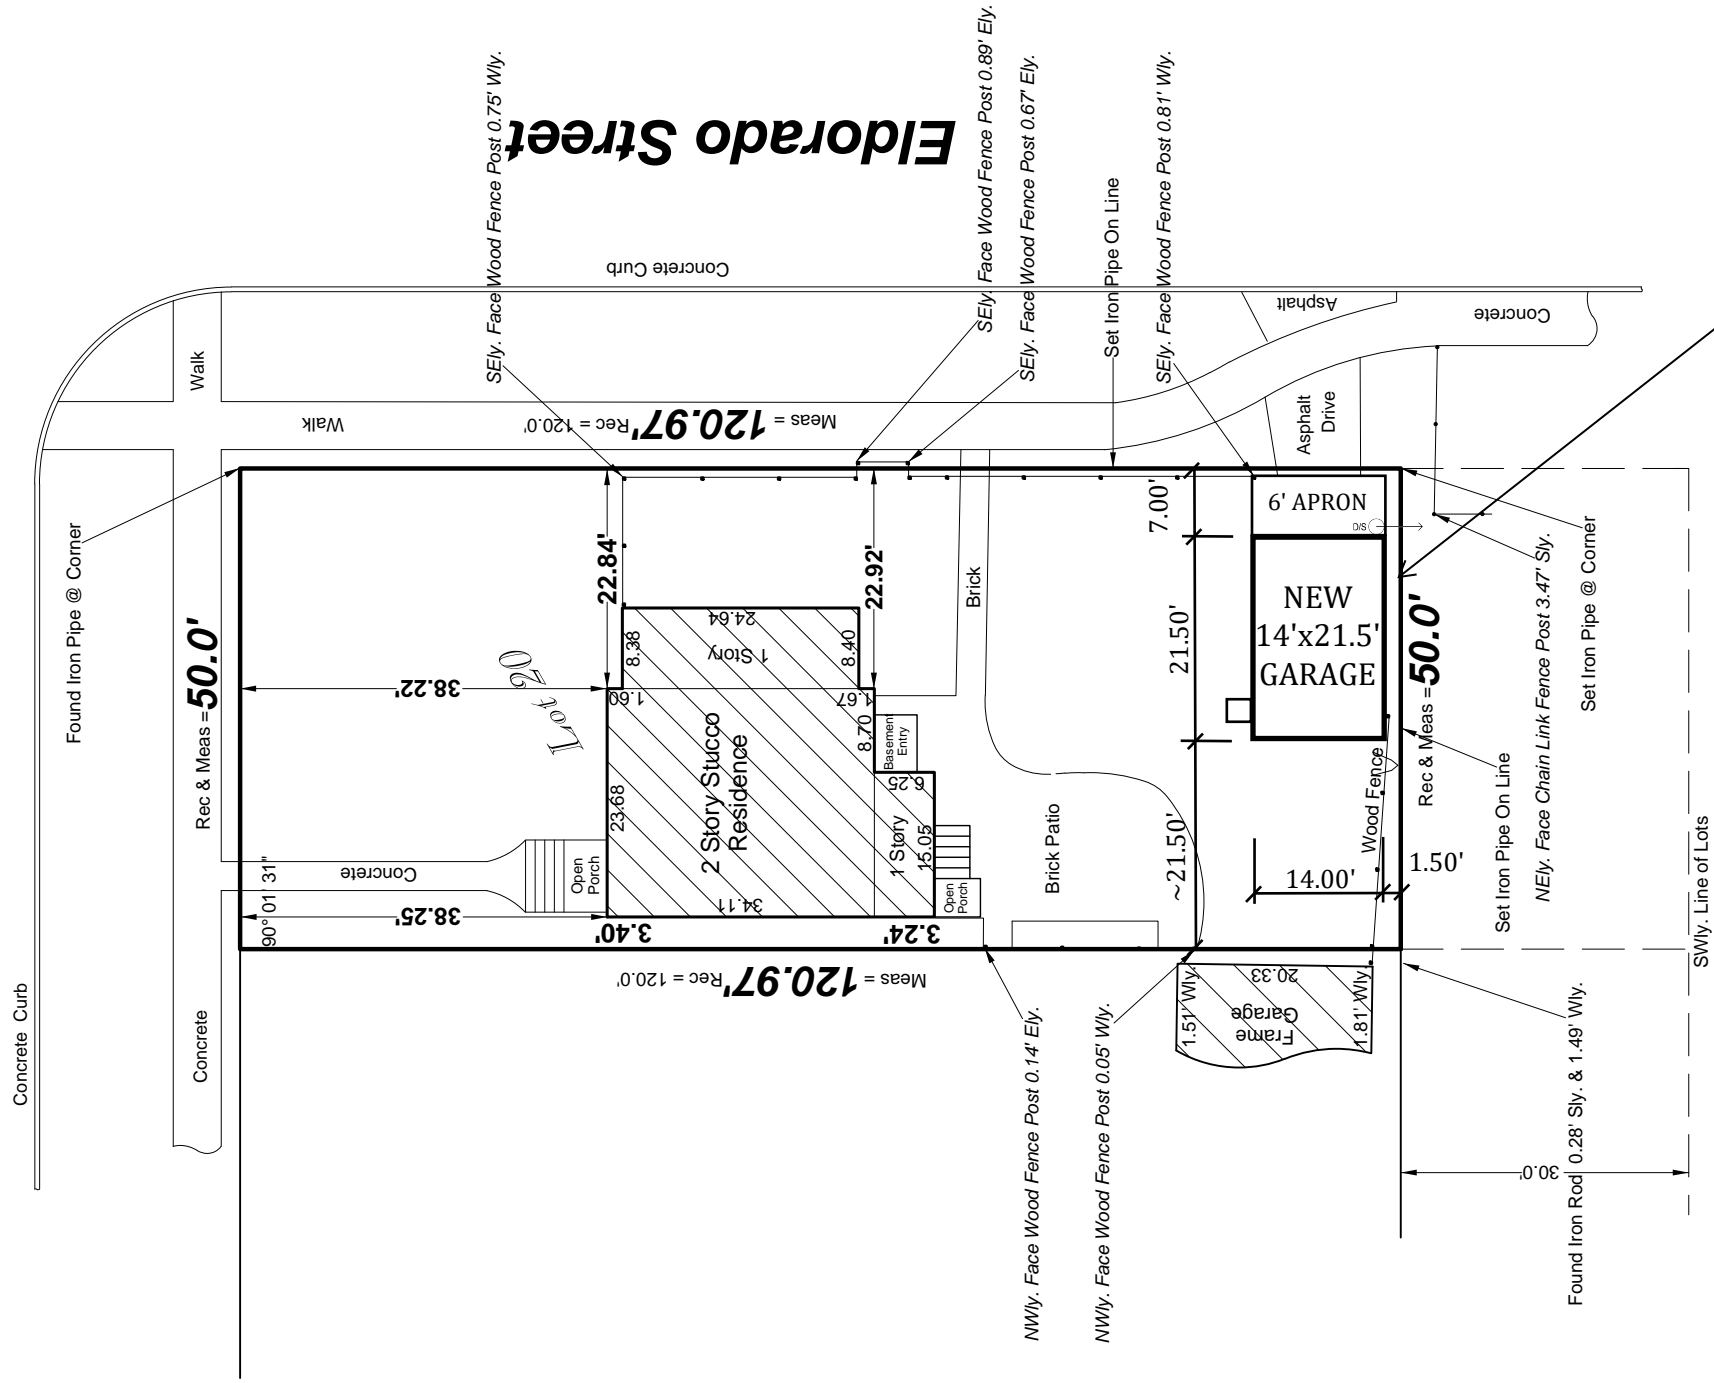 Eldorado Street
SEly. Face Wood Fence Post 0.75' Wly.
SEly. Face Wood Fence Post 0.89' Ely.
SEly. Face Wood Fence Post 0.67' Ely.
Set Iron Pipe On Line
SEly. Face Wood Fence Post 0.81' Wly.
Concrete Curb
Asphalt
Concrete
Walk
Walk
Meas = 120.97' Rec = 120.0'
Asphalt
Drive
Found Iron Pipe @ Corner
Rec & Meas = 50.0'
22.84'
22.92'
7.00'
6' APRON
D/S
38.22'
Lot 20
8.38
24.64
1 Story
8.40
1.60
1.67
Brick
21.50'
NEW
14'x21.5'
GARAGE
Rec & Meas = 50.0'
Set Iron Pipe @ Corner
NEly. Face Chain Link Fence Post 3.47' Sly.
Set Iron Pipe On Line
23.68
2 Story Stucco
Residence
8.70
Basement
Entry
6.25
1 Story
15.05
34.11
Open
Porch
Open
Porch
Concrete
90° 01' 31"
38.25'
3.40'
3.24'
Brick Patio
~21.50'
Wood Fence
14.00'
1.50'
Meas = 120.97' Rec = 120.0'
1.51' Wly.
20.33
Frame
Garage
1.81' Wly.
SWly. Line of Lots
30.0'
Found Iron Rod 0.28' Sly. & 1.49' Wly.
NWly. Face Wood Fence Post 0.14' Ely.
NWly. Face Wood Fence Post 0.05' Wly.
Concrete
Concrete Curb